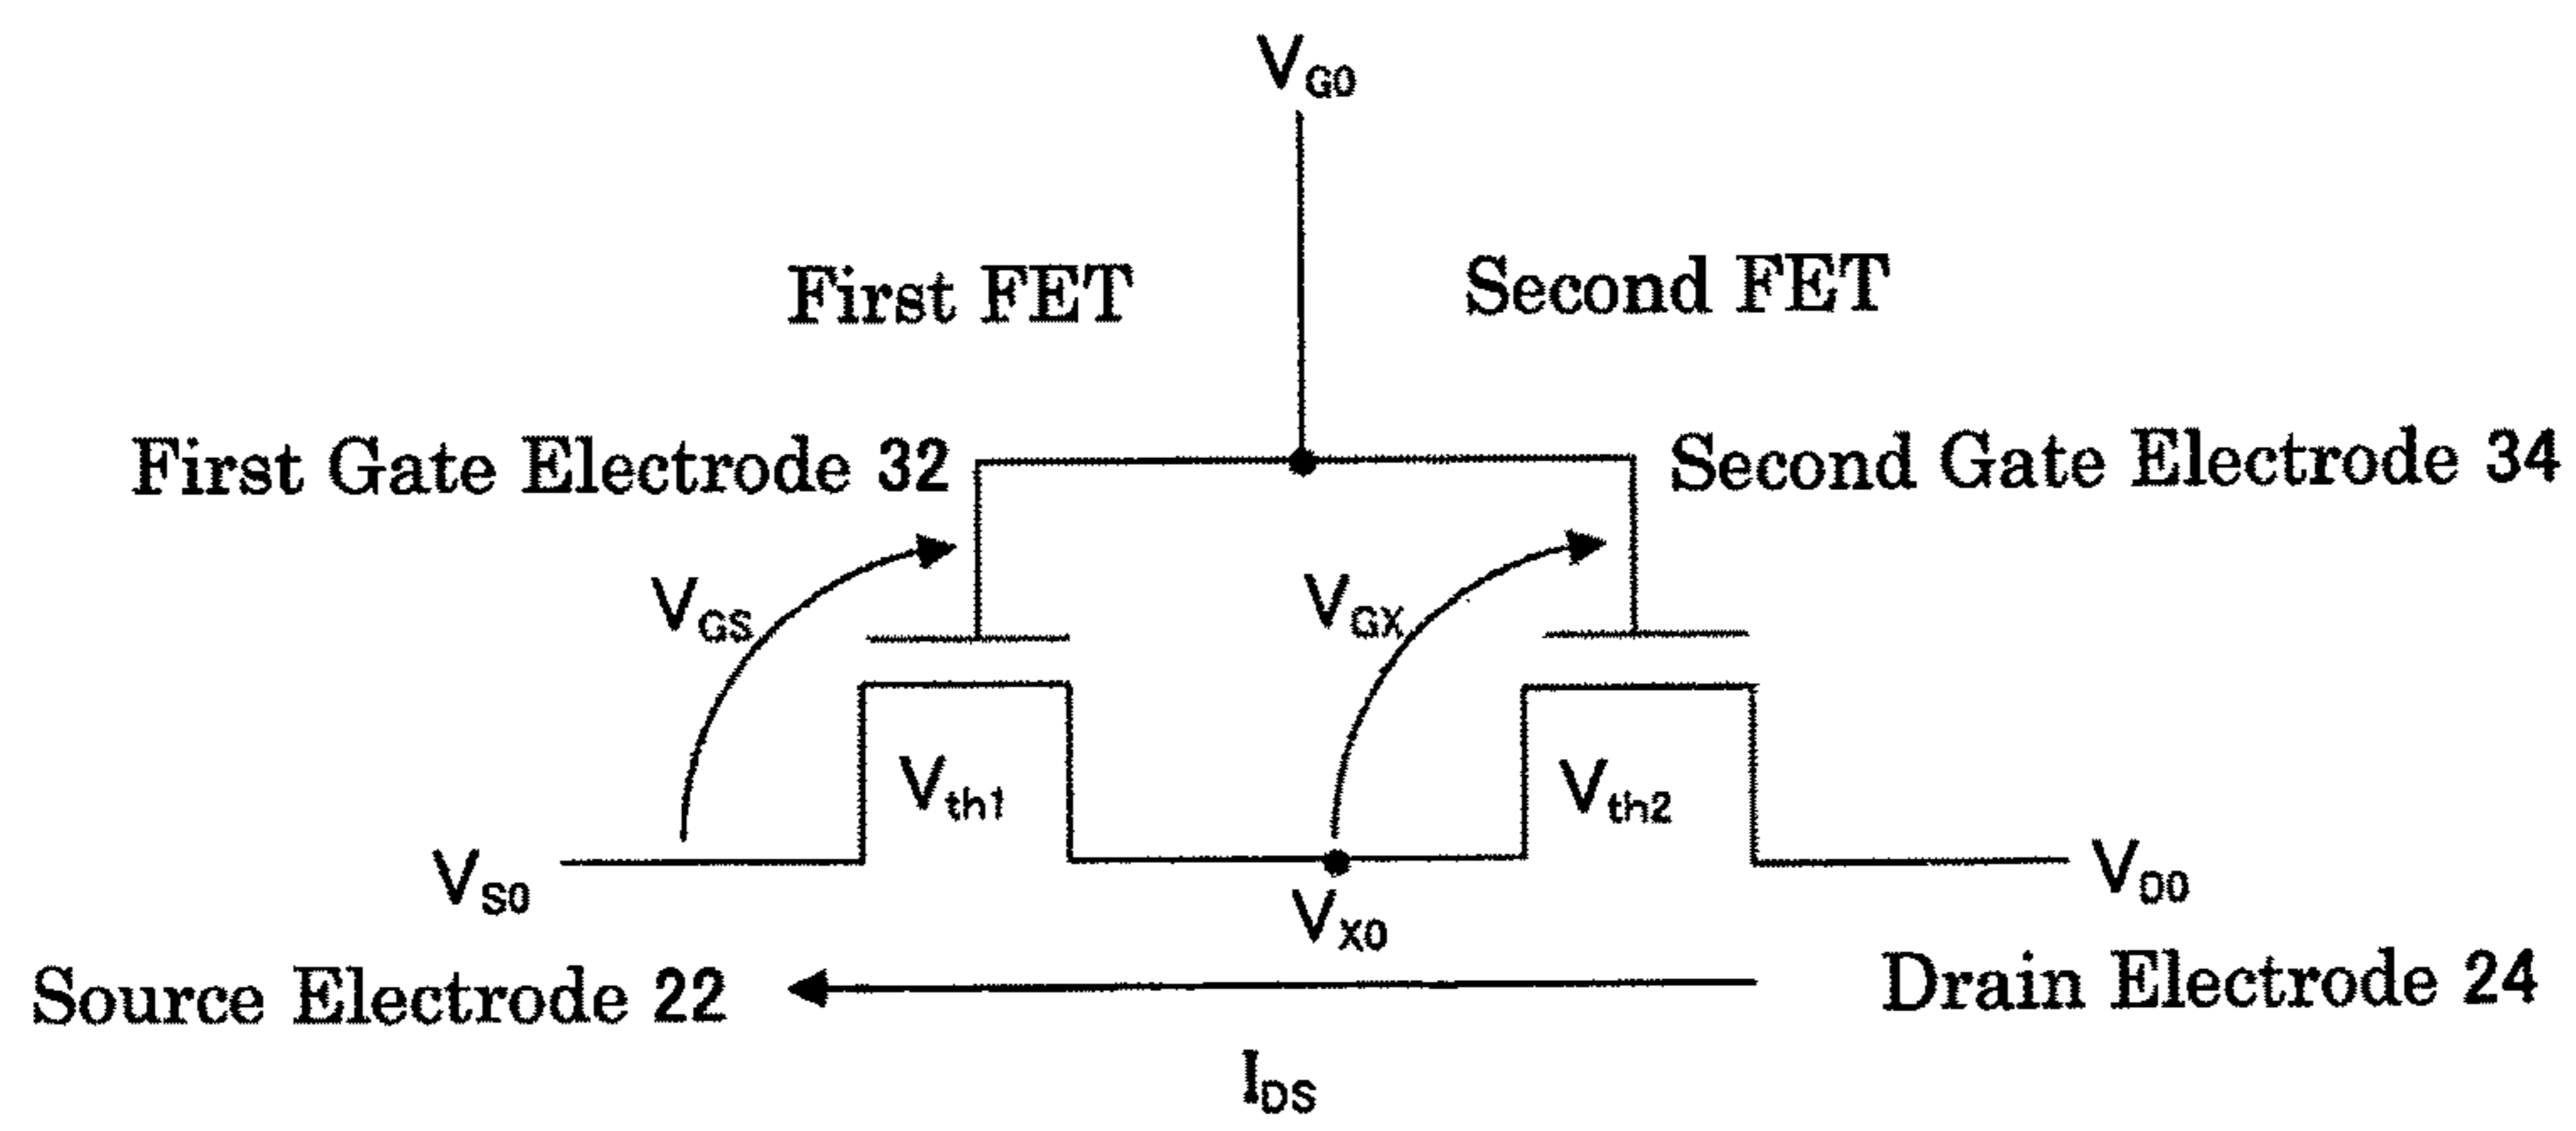 VG0
First FET
Second FET
First Gate Electrode 32
Second Gate Electrode 34
VGS
VGX
Vth1
Vth2
VS0
VX0
VD0
Source Electrode 22
Drain Electrode 24
IDS